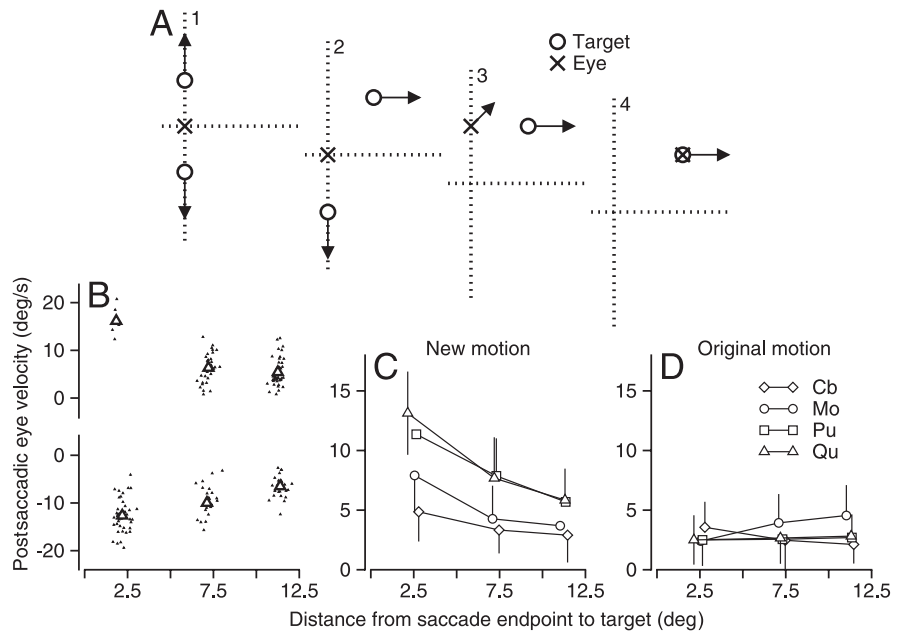 A
1
2
3
4
Target
Eye
B
Postsaccadic eye velocity (deg/s)
20
10
0
0
-10
-20
2.5
7.5
12.5
C
New motion
15
10
5
0
2.5
7.5
12.5
D
Original motion
Cb
Mo
Pu
Qu
15
10
5
0
2.5
7.5
12.5
Distance from saccade endpoint to target (deg)